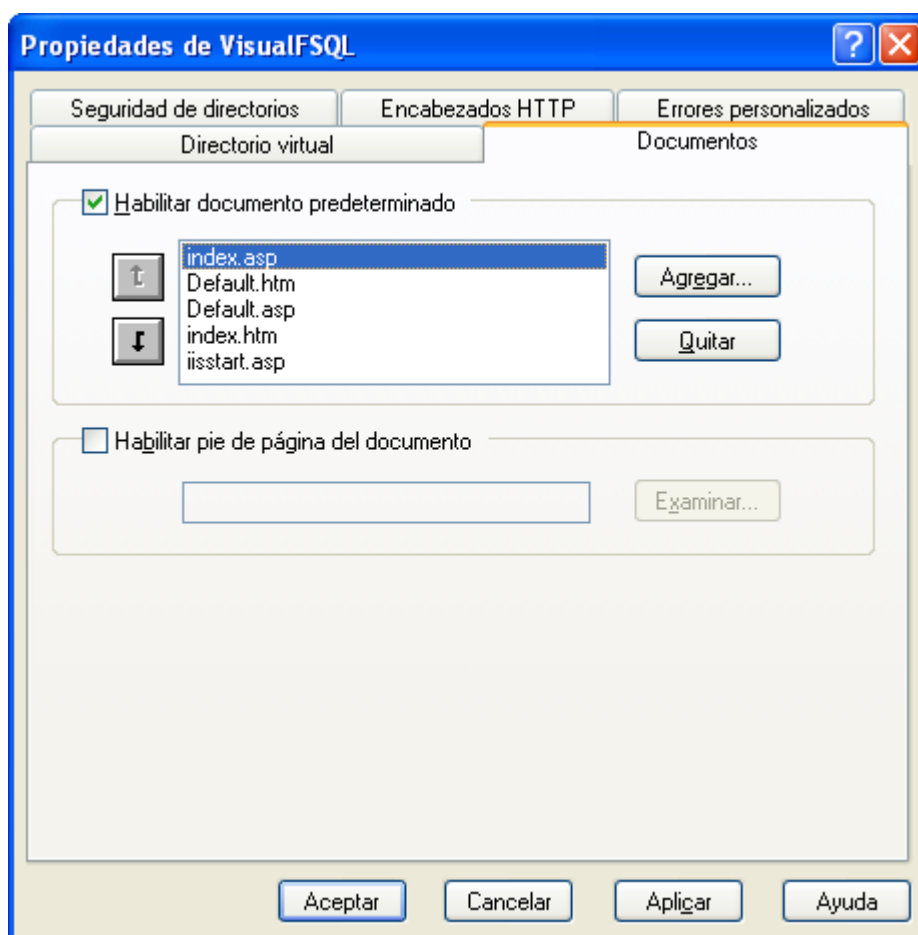 Propiedades de VisualFSQL
Seguridad de directorios
Encabezados HTTP
Errores personalizados
Directorio virtual
Documentos
Habilitar documento predeterminado
index.asp
Default.htm
Default.asp
index.htm
iisstart.asp
Agregar...
Quitar
Habilitar pie de página del documento
Examinar...
Aceptar
Cancelar
Aplicar
Ayuda